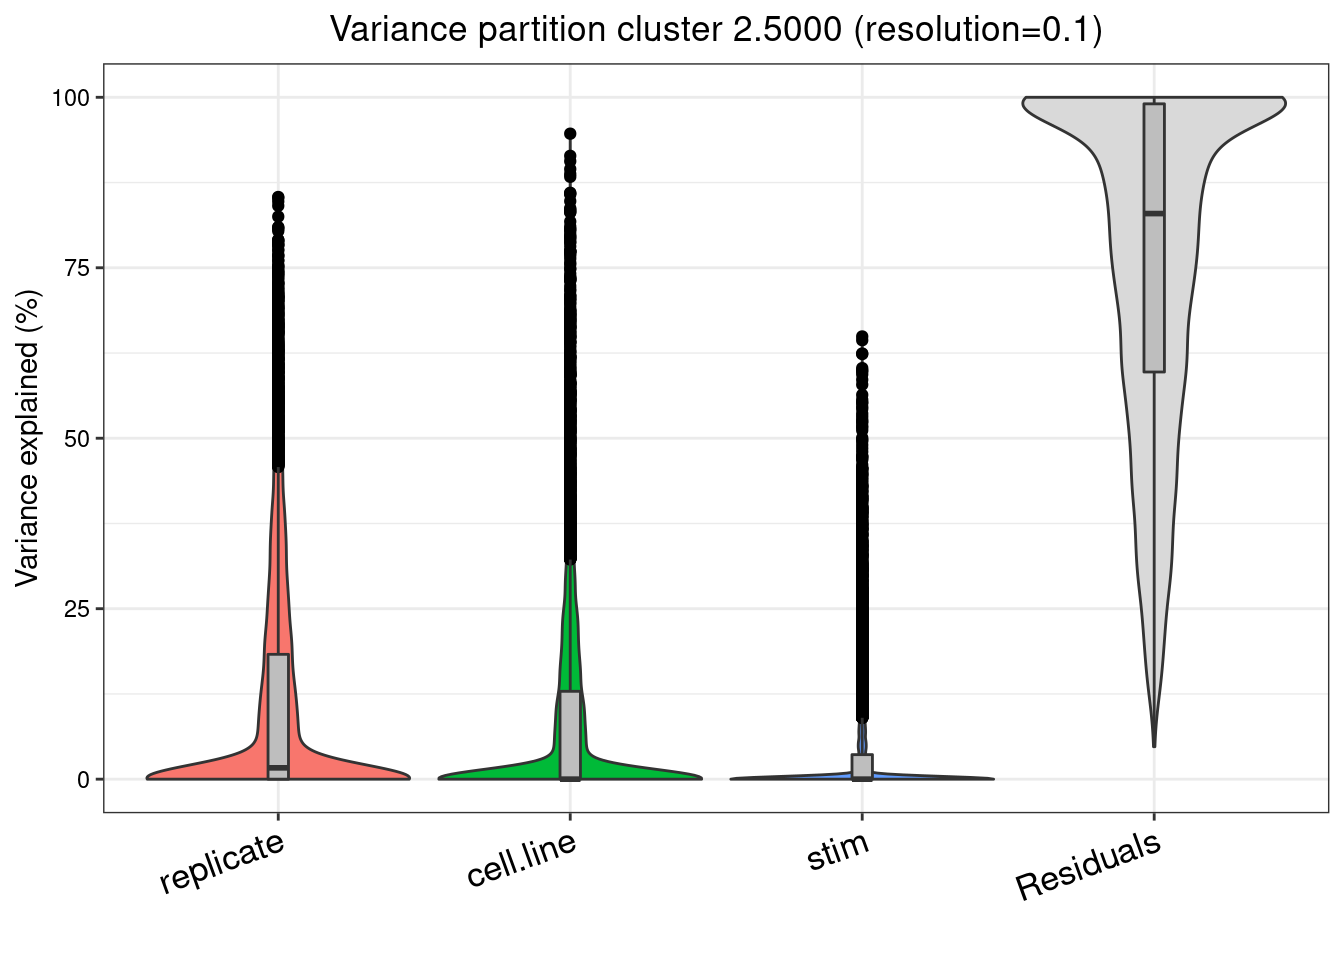 Variance partition cluster 2.5000 (resolution=0.1)
Variance explained (%)
100
75
50
25
0
replicate
cell.line
stim
Residuals